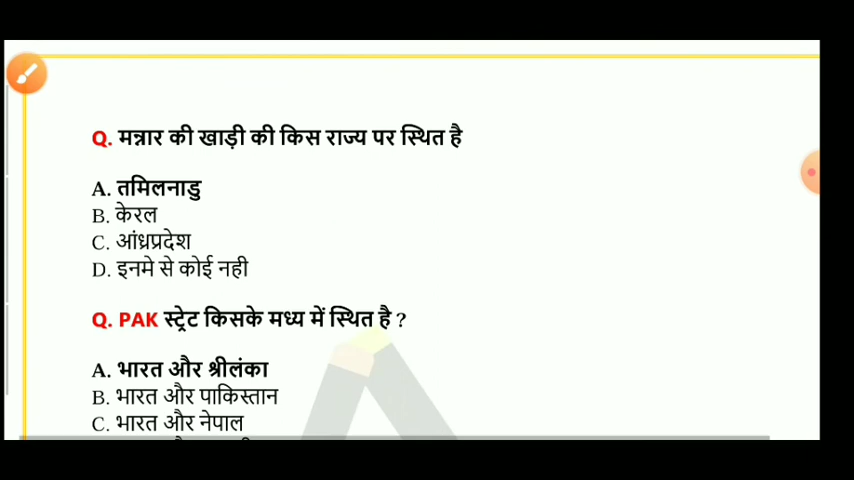 Q. मन्नार की खाड़ी की किस राज्य पर स्थित है
A. तमिलनाडु
B. केरल
C. आंध्रप्रदेश
D. इनमे से कोई नही
Q. PAK स्ट्रेट किसके मध्य में स्थित है ?
A. भारत और श्रीलंका
B. भारत और पाकिस्तान
C. भारत और नेपाल